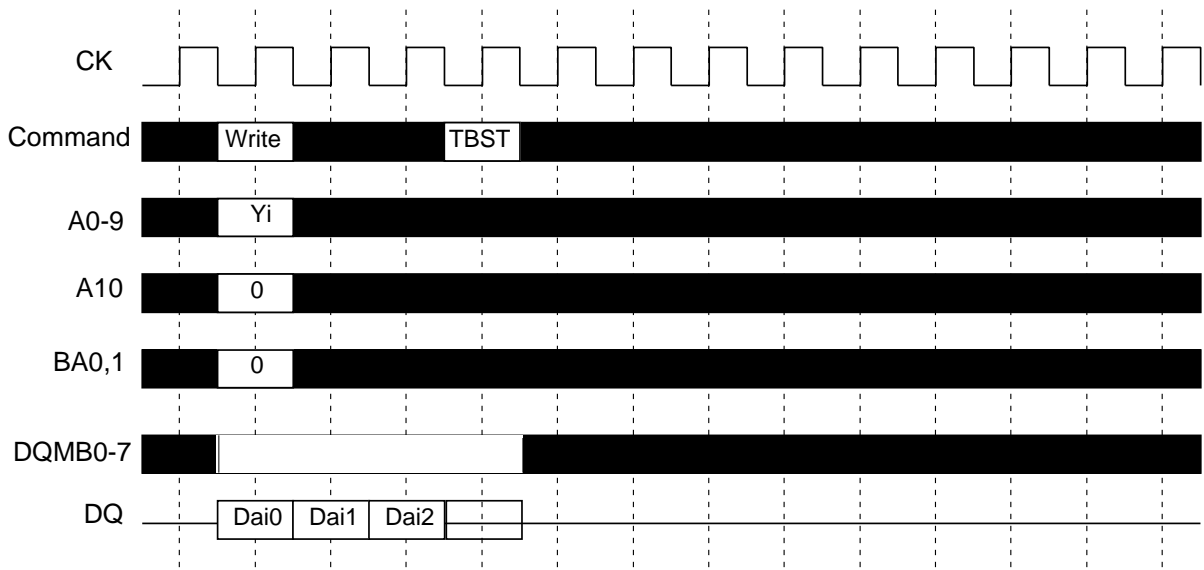 CK
Command Write TBST
A0-9 Yi
A10 0
BA0,1 0
DQMB0-7
DQ Dai0 Dai1 Dai2